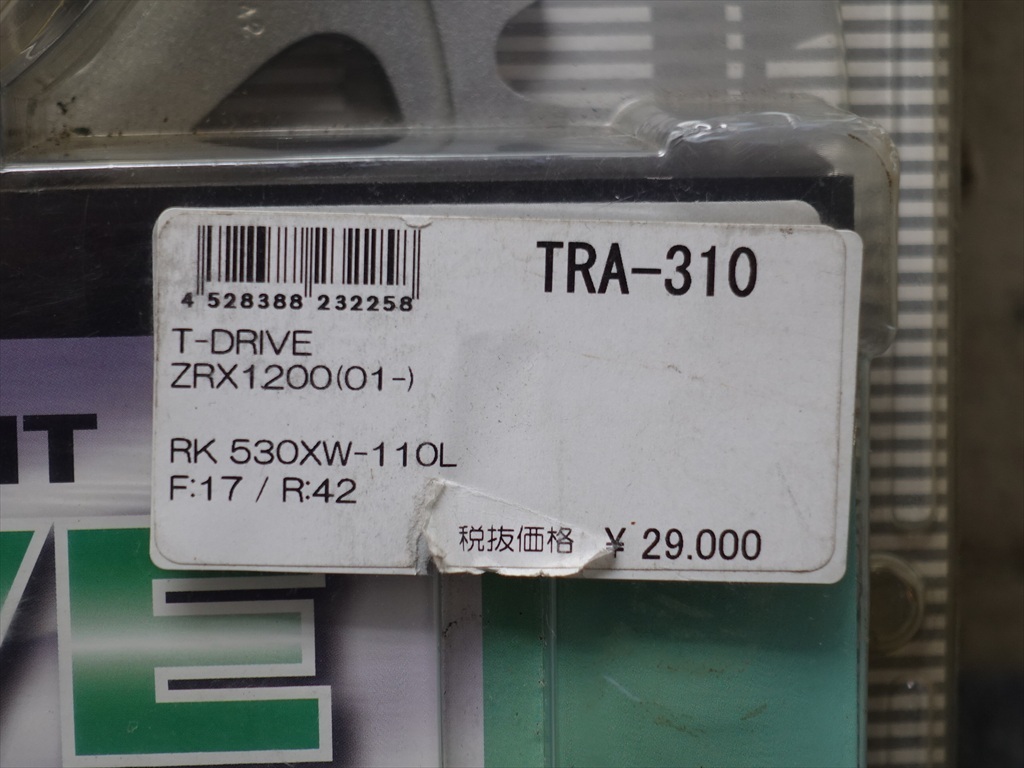 TRA-310
4 528388 232258
T-DRIVE
ZRX1200(01-)
RK 530XW-110L
F:17 / R:42
税抜価格 ¥ 29.000